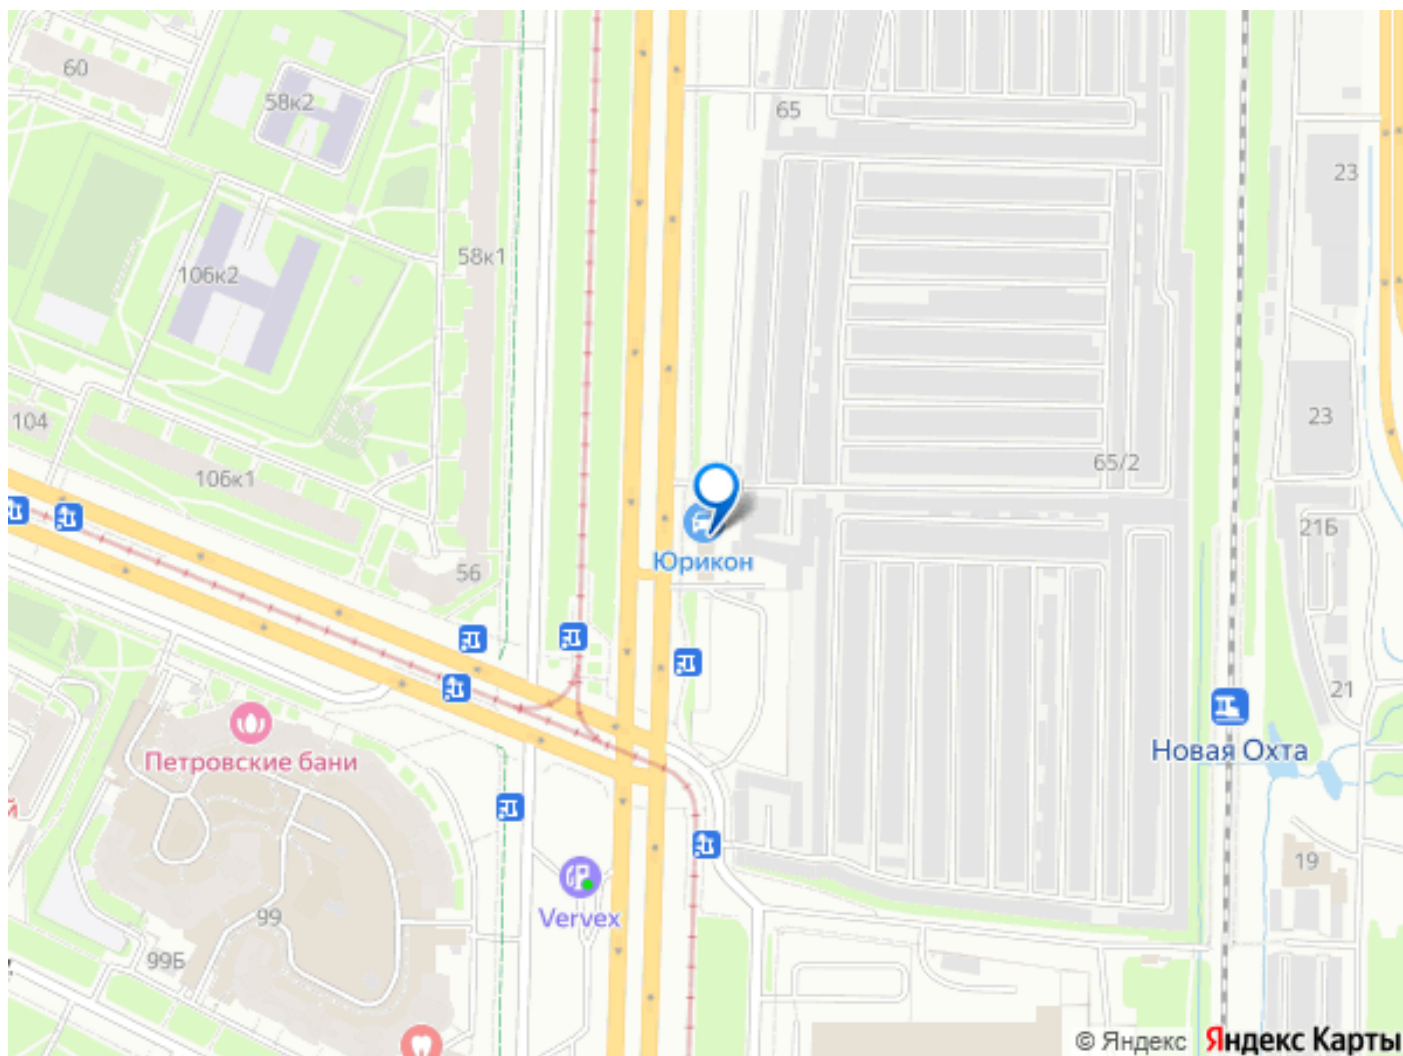 60
58к2
65
23
58к1
106к2
104
23
65/2
106к1
21Б
Юрикон
56
21
Новая Охта
Петровские бани
й
19
Vervex
99
99Б
© Яндекс Яндекс Карты